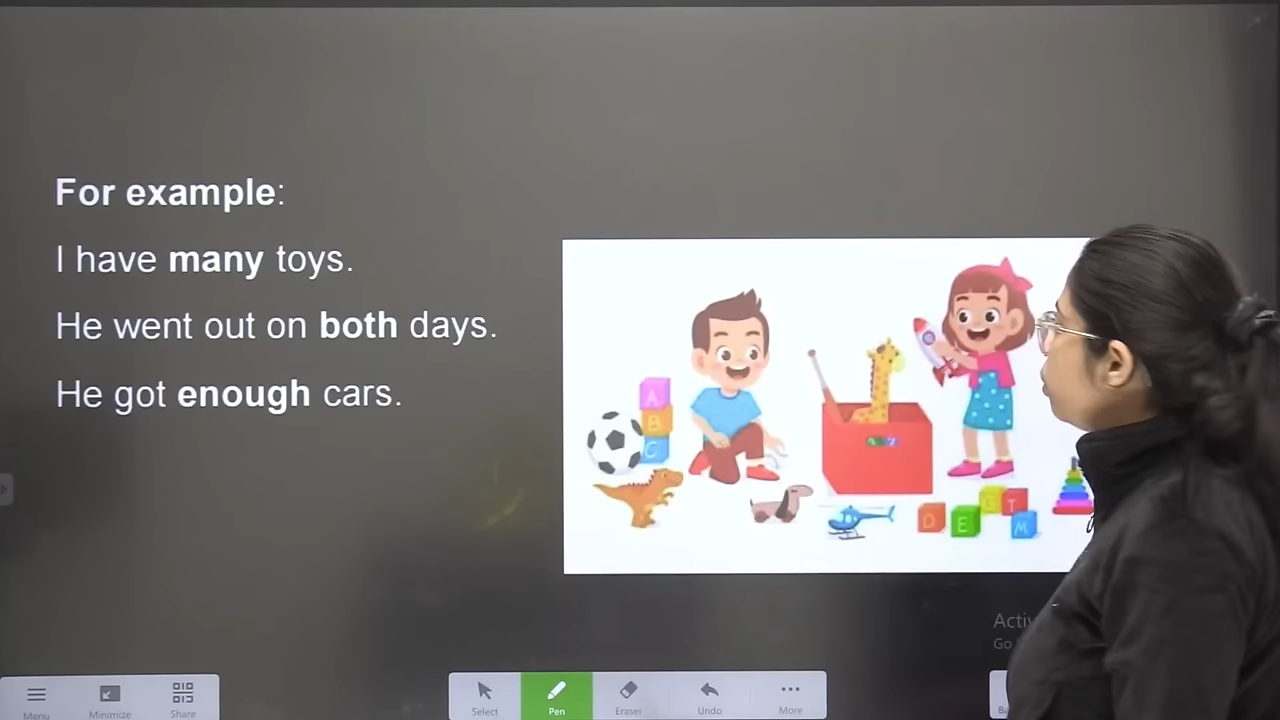 For example:
I have many toys.
He went out on both days.
He got enough cars.
A
B
C
D
E
G
T
M
Menu
Minimize
Share
Select
Pen
Eraser
Undo
More